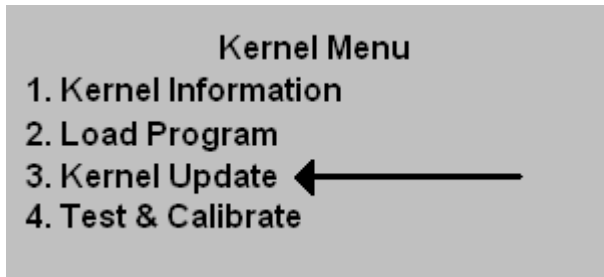 Kernel Menu
1. Kernel Information
2. Load Program
3. Kernel Update
4. Test & Calibrate